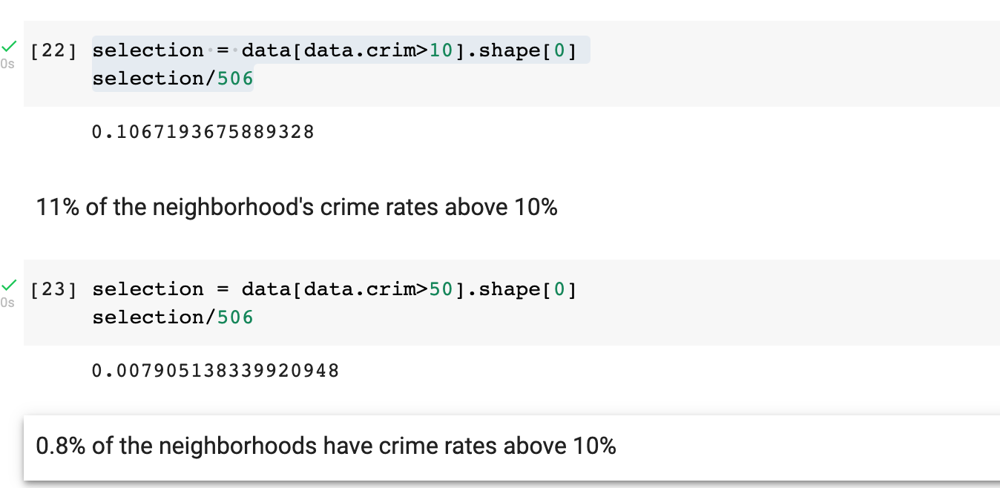 [22] selection = data[data.crim>10].shape[0]
0s
selection/506
0.1067193675889328
11% of the neighborhood's crime rates above 10%
[23] selection = data[data.crim>50].shape[0]
0s
selection/506
0.007905138339920948
0.8% of the neighborhoods have crime rates above 10%